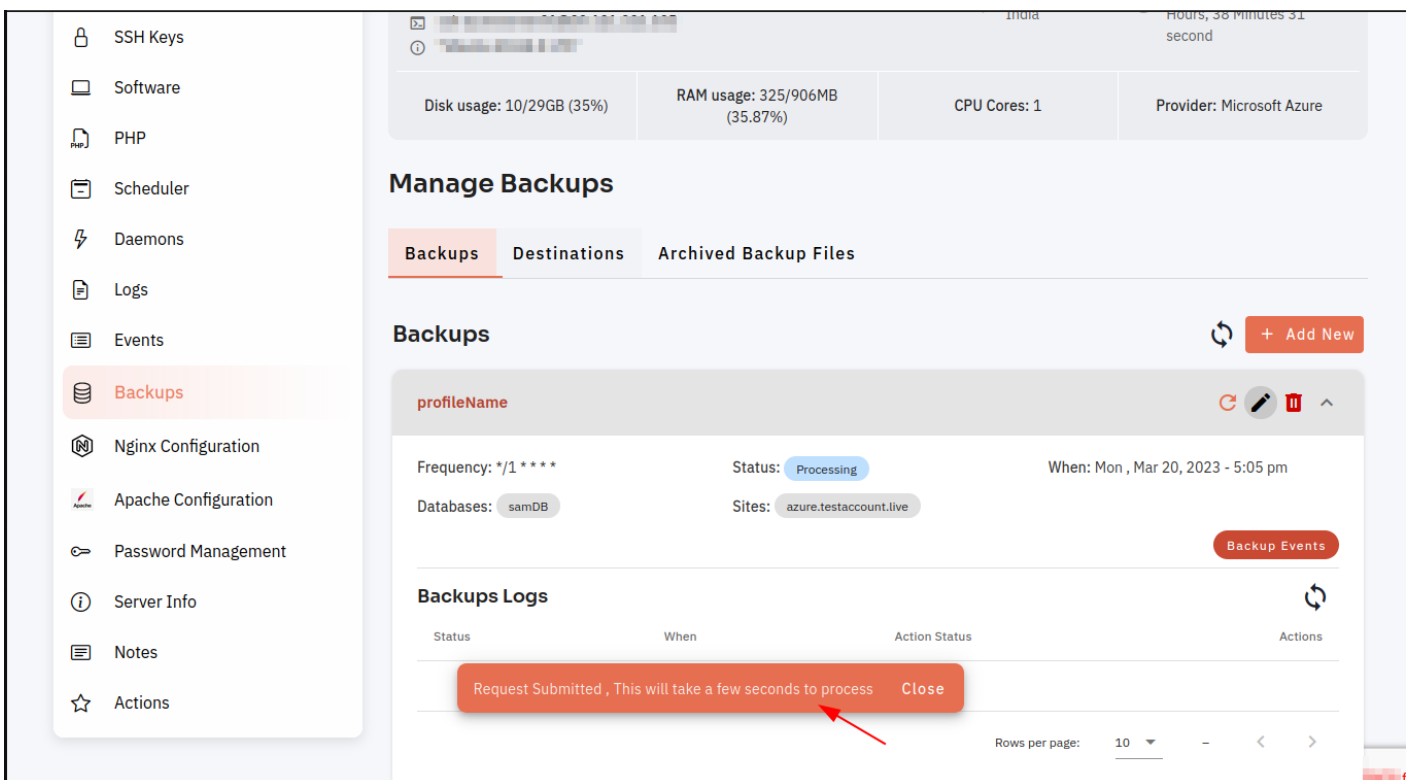 SSH Keys
Software
PHP
Scheduler
Daemons
Logs
Events
Backups
Nginx Configuration
Apache Configuration
Password Management
Server Info
Notes
Actions
India
Hours, 38 Minutes 31
second
Disk usage: 10/29GB (35%)
RAM usage: 325/906MB
(35.87%)
CPU Cores: 1
Provider: Microsoft Azure
Manage Backups
Backups Destinations Archived Backup Files
Backups
+ Add New
profileName
Frequency: */1 * * * *
Status: Processing
When: Mon , Mar 20, 2023 - 5:05 pm
Databases: samDB
Sites: azure.testaccount.live
Backup Events
Backups Logs
Status When Action Status Actions
Request Submitted , This will take a few seconds to process Close
Rows per page: 10 –